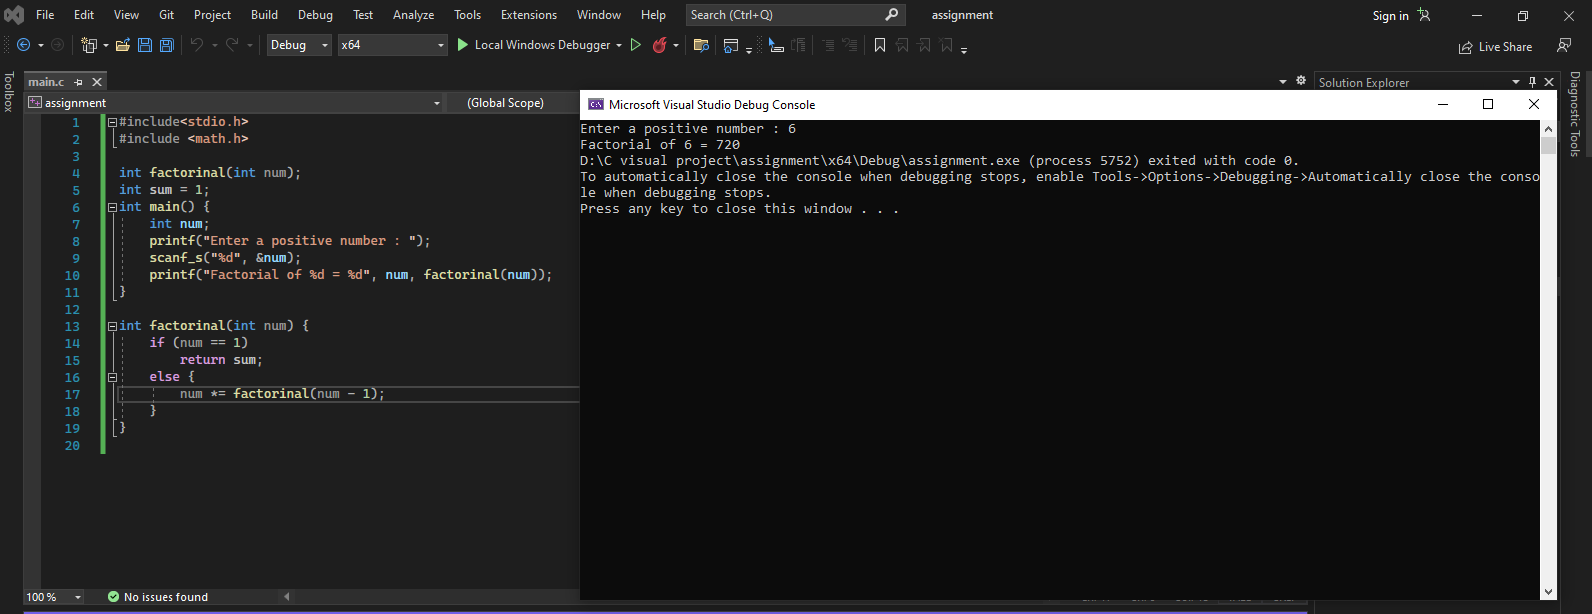 File Edit View Git Project Build Debug Test Analyze Tools Extensions Window Help Search (Ctrl+Q) assignment Sign in
Debug x64 Local Windows Debugger Live Share
Toolbox
main.c
Solution Explorer
Diagnostic Tools
assignment (Global Scope)
1 #include<stdio.h>
2 #include <math.h>
3
4 int factorinal(int num);
5 int sum = 1;
6 int main() {
7 int num;
8 printf("Enter a positive number : ");
9 scanf_s("%d", &num);
10 printf("Factorial of %d = %d", num, factorinal(num));
11 }
12
13 int factorinal(int num) {
14 if (num == 1)
15 return sum;
16 else {
17 num *= factorinal(num - 1);
18 }
19 }
20
Microsoft Visual Studio Debug Console
Enter a positive number : 6
Factorial of 6 = 720
D:\C visual project\assignment\x64\Debug\assignment.exe (process 5752) exited with code 0.
To automatically close the console when debugging stops, enable Tools->Options->Debugging->Automatically close the conso
le when debugging stops.
Press any key to close this window . . .
100 % No issues found